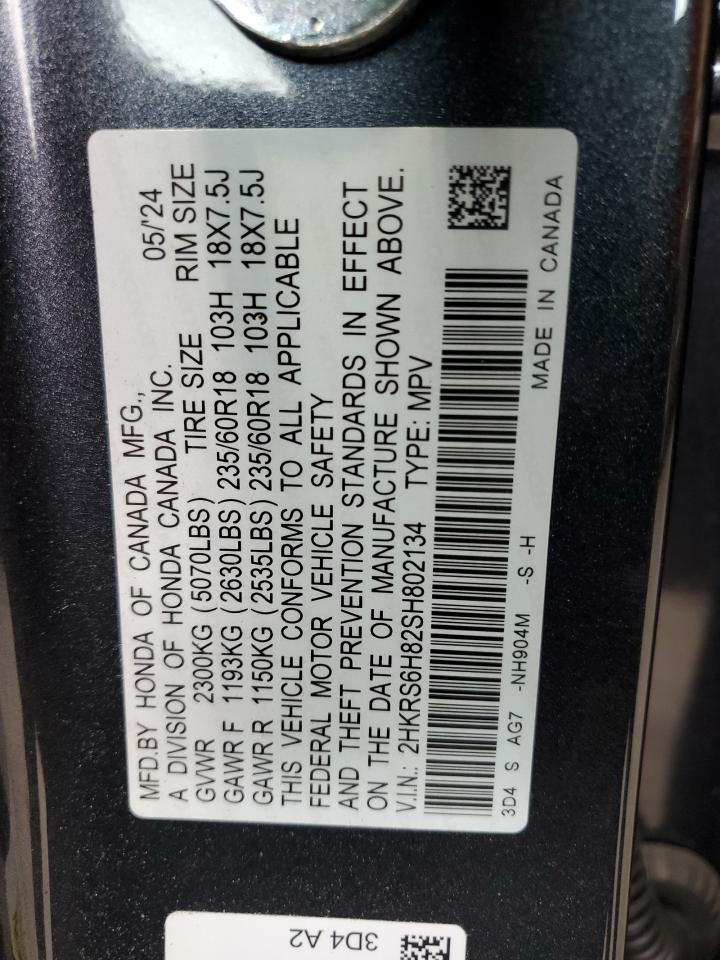 MFD.BY HONDA OF CANADA MFG., 05/'24
A DIVISION OF HONDA CANADA INC.
GVWR 2300KG (5070LBS) TIRE SIZE RIM SIZE
GAWR F 1193KG (2630LBS) 235/60R18 103H 18X7.5J
GAWR R 1150KG (2535LBS) 235/60R18 103H 18X7.5J
THIS VEHICLE CONFORMS TO ALL APPLICABLE
FEDERAL MOTOR VEHICLE SAFETY
AND THEFT PREVENTION STANDARDS IN EFFECT
ON THE DATE OF MANUFACTURE SHOWN ABOVE.
V.I.N.: 2HKRS6H82SH802134 TYPE: MPV
3D4 S AG7 -NH904M -S -H
MADE IN CANADA
3D4 A2